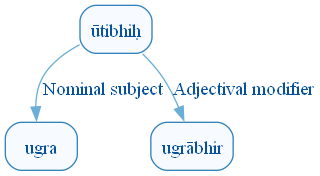 ūtibhiḥ
Nominal subject Adjectival modifier
ugra ugrābhir